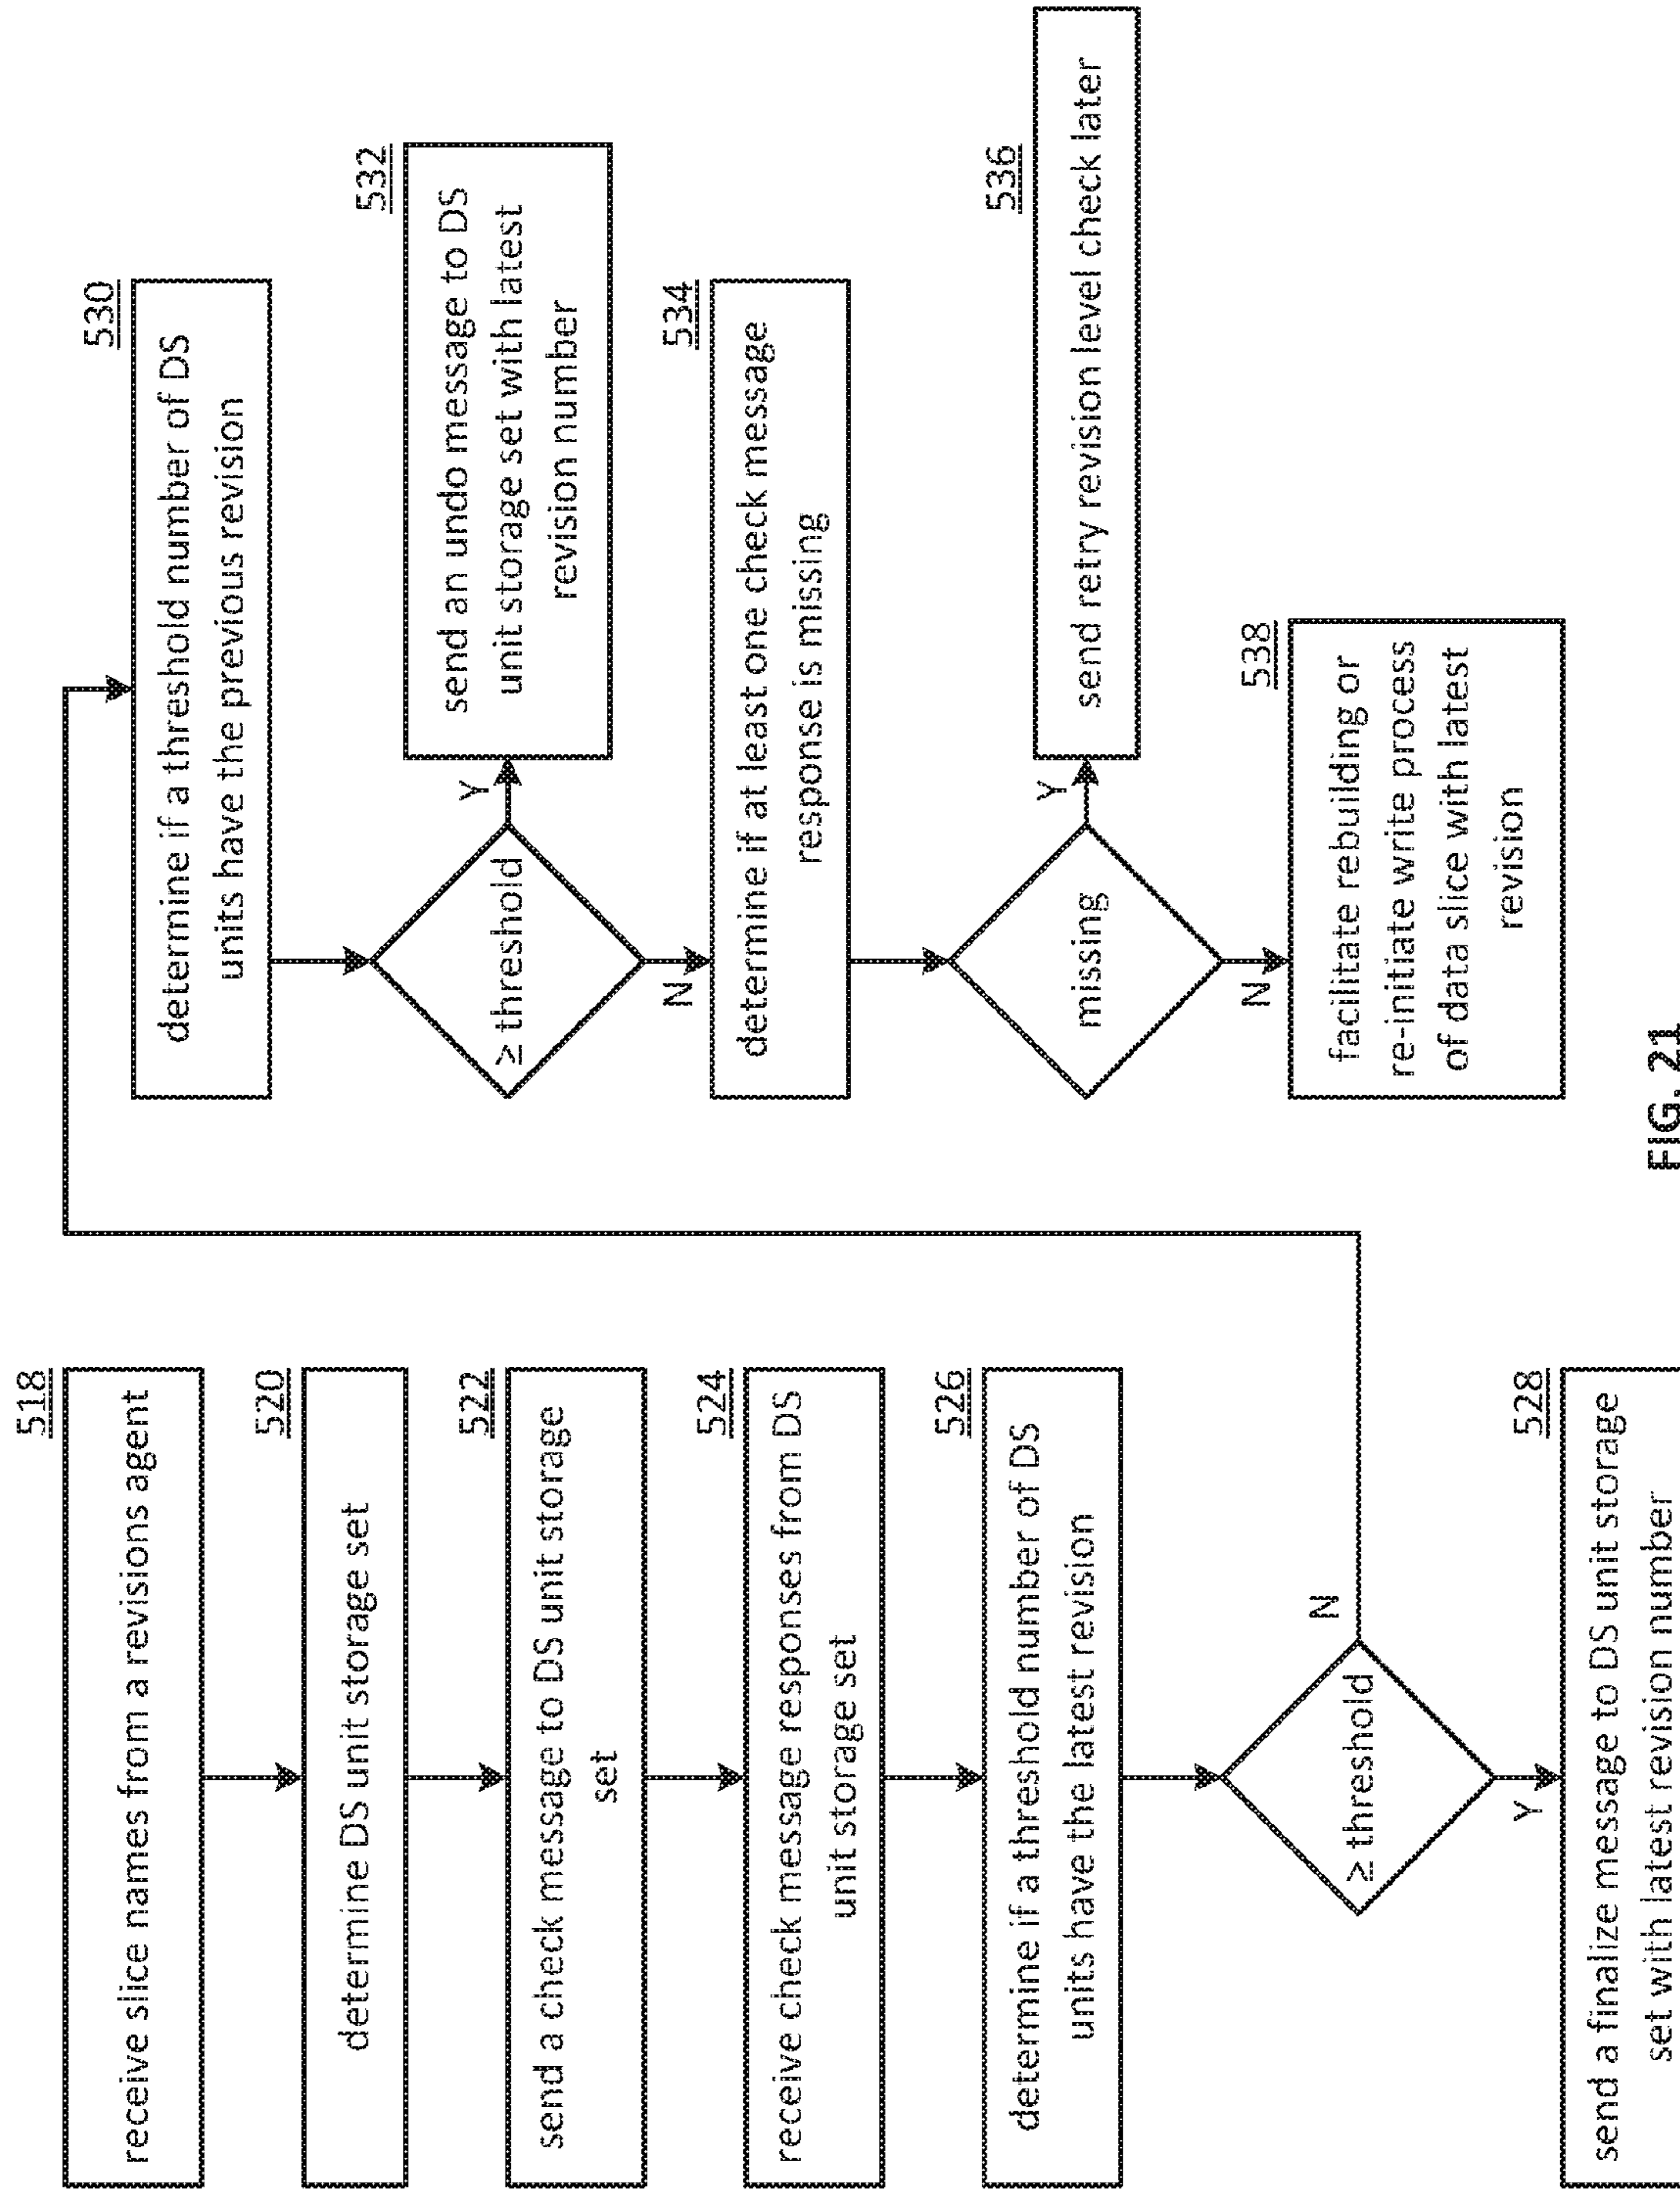 518
receive slice names from a revisions agent
520
determine DS unit storage set
522
send a check message to DS unit storage
set
524
receive check message responses from DS
unit storage set
526
determine if a threshold number of DS
units have the latest revision
≥ threshold
N
Y
528
send a finalize message to DS unit storage
set with latest revision number
530
determine if a threshold number of DS
units have the previous revision
≥ threshold
Y
532
send an undo message to DS
unit storage set with latest
revision number
N
534
determine if at least one check message
response is missing
missing
Y
536
send retry revision level check later
N
538
facilitate rebuilding or
re-initiate write process
of data slice with latest
revision
FIG. 21